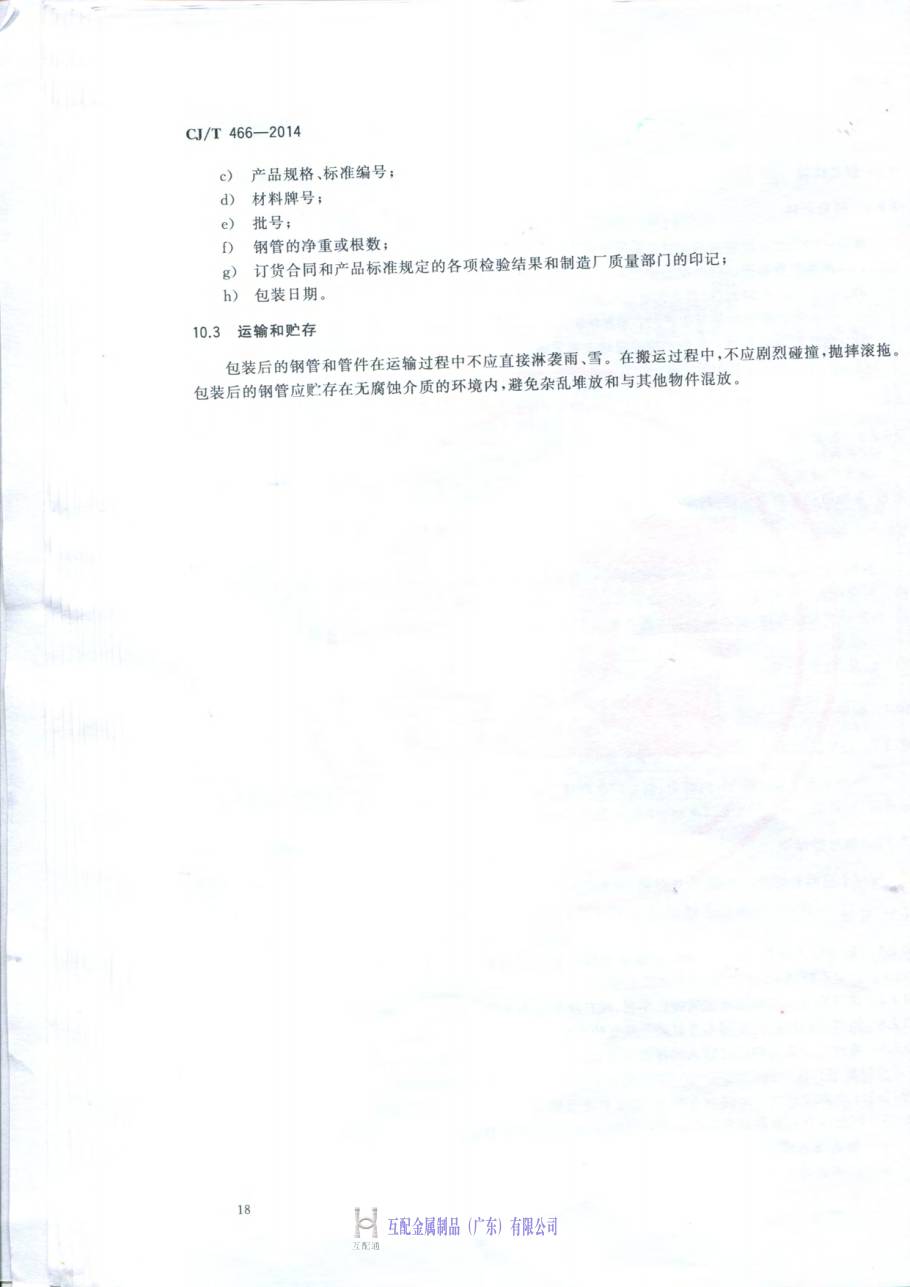 CJ/T 466—2014
c) 产品规格、标准编号;
d) 材料牌号;
e) 批号;
f) 钢管的净重或根数;
g) 订货合同和产品标准规定的各项检验结果和制造厂质量部门的印记;
h) 包装日期。
10.3 运输和贮存
包装后的钢管和管件在运输过程中不应直接淋袭雨、雪。在搬运过程中,不应剧烈碰撞,抛摔滚拖。
包装后的钢管应贮存在无腐蚀介质的环境内,避免杂乱堆放和与其他物件混放。
18
互配金属制品（广东）有限公司
互配通